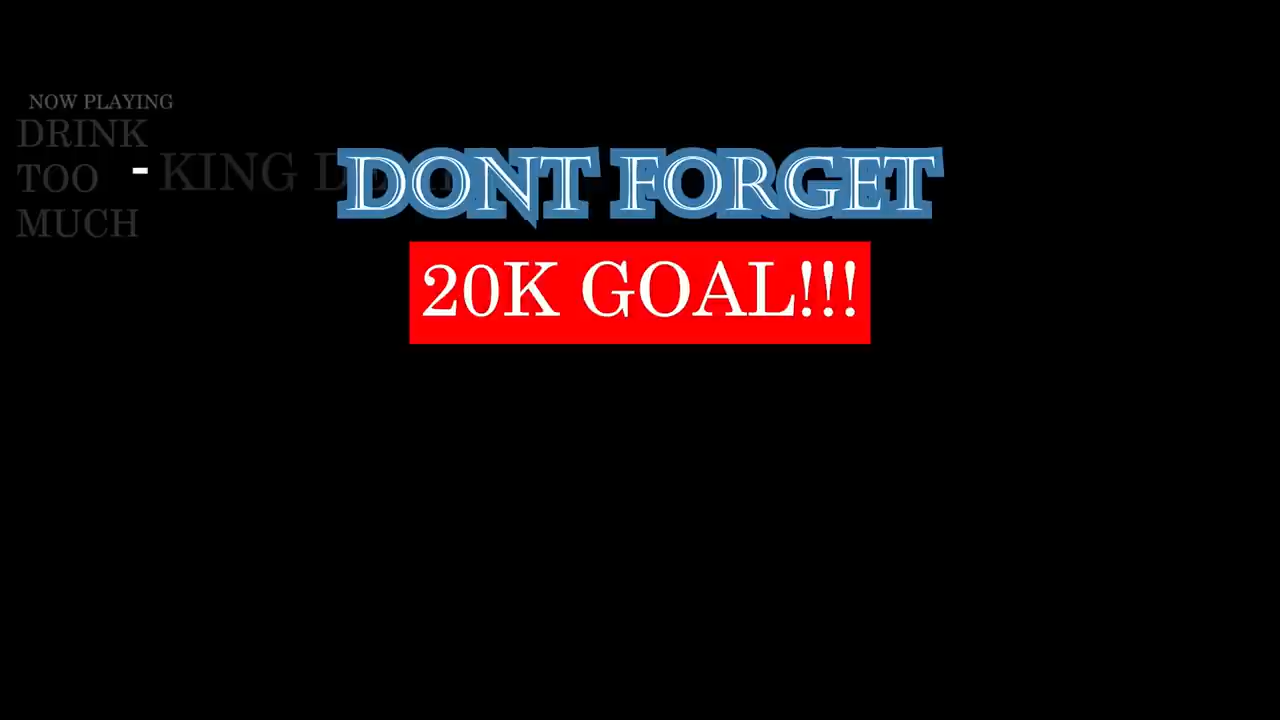 NOW PLAYING
DRINK
TOO
MUCH
- KING
DONT FORGET
20K GOAL!!!